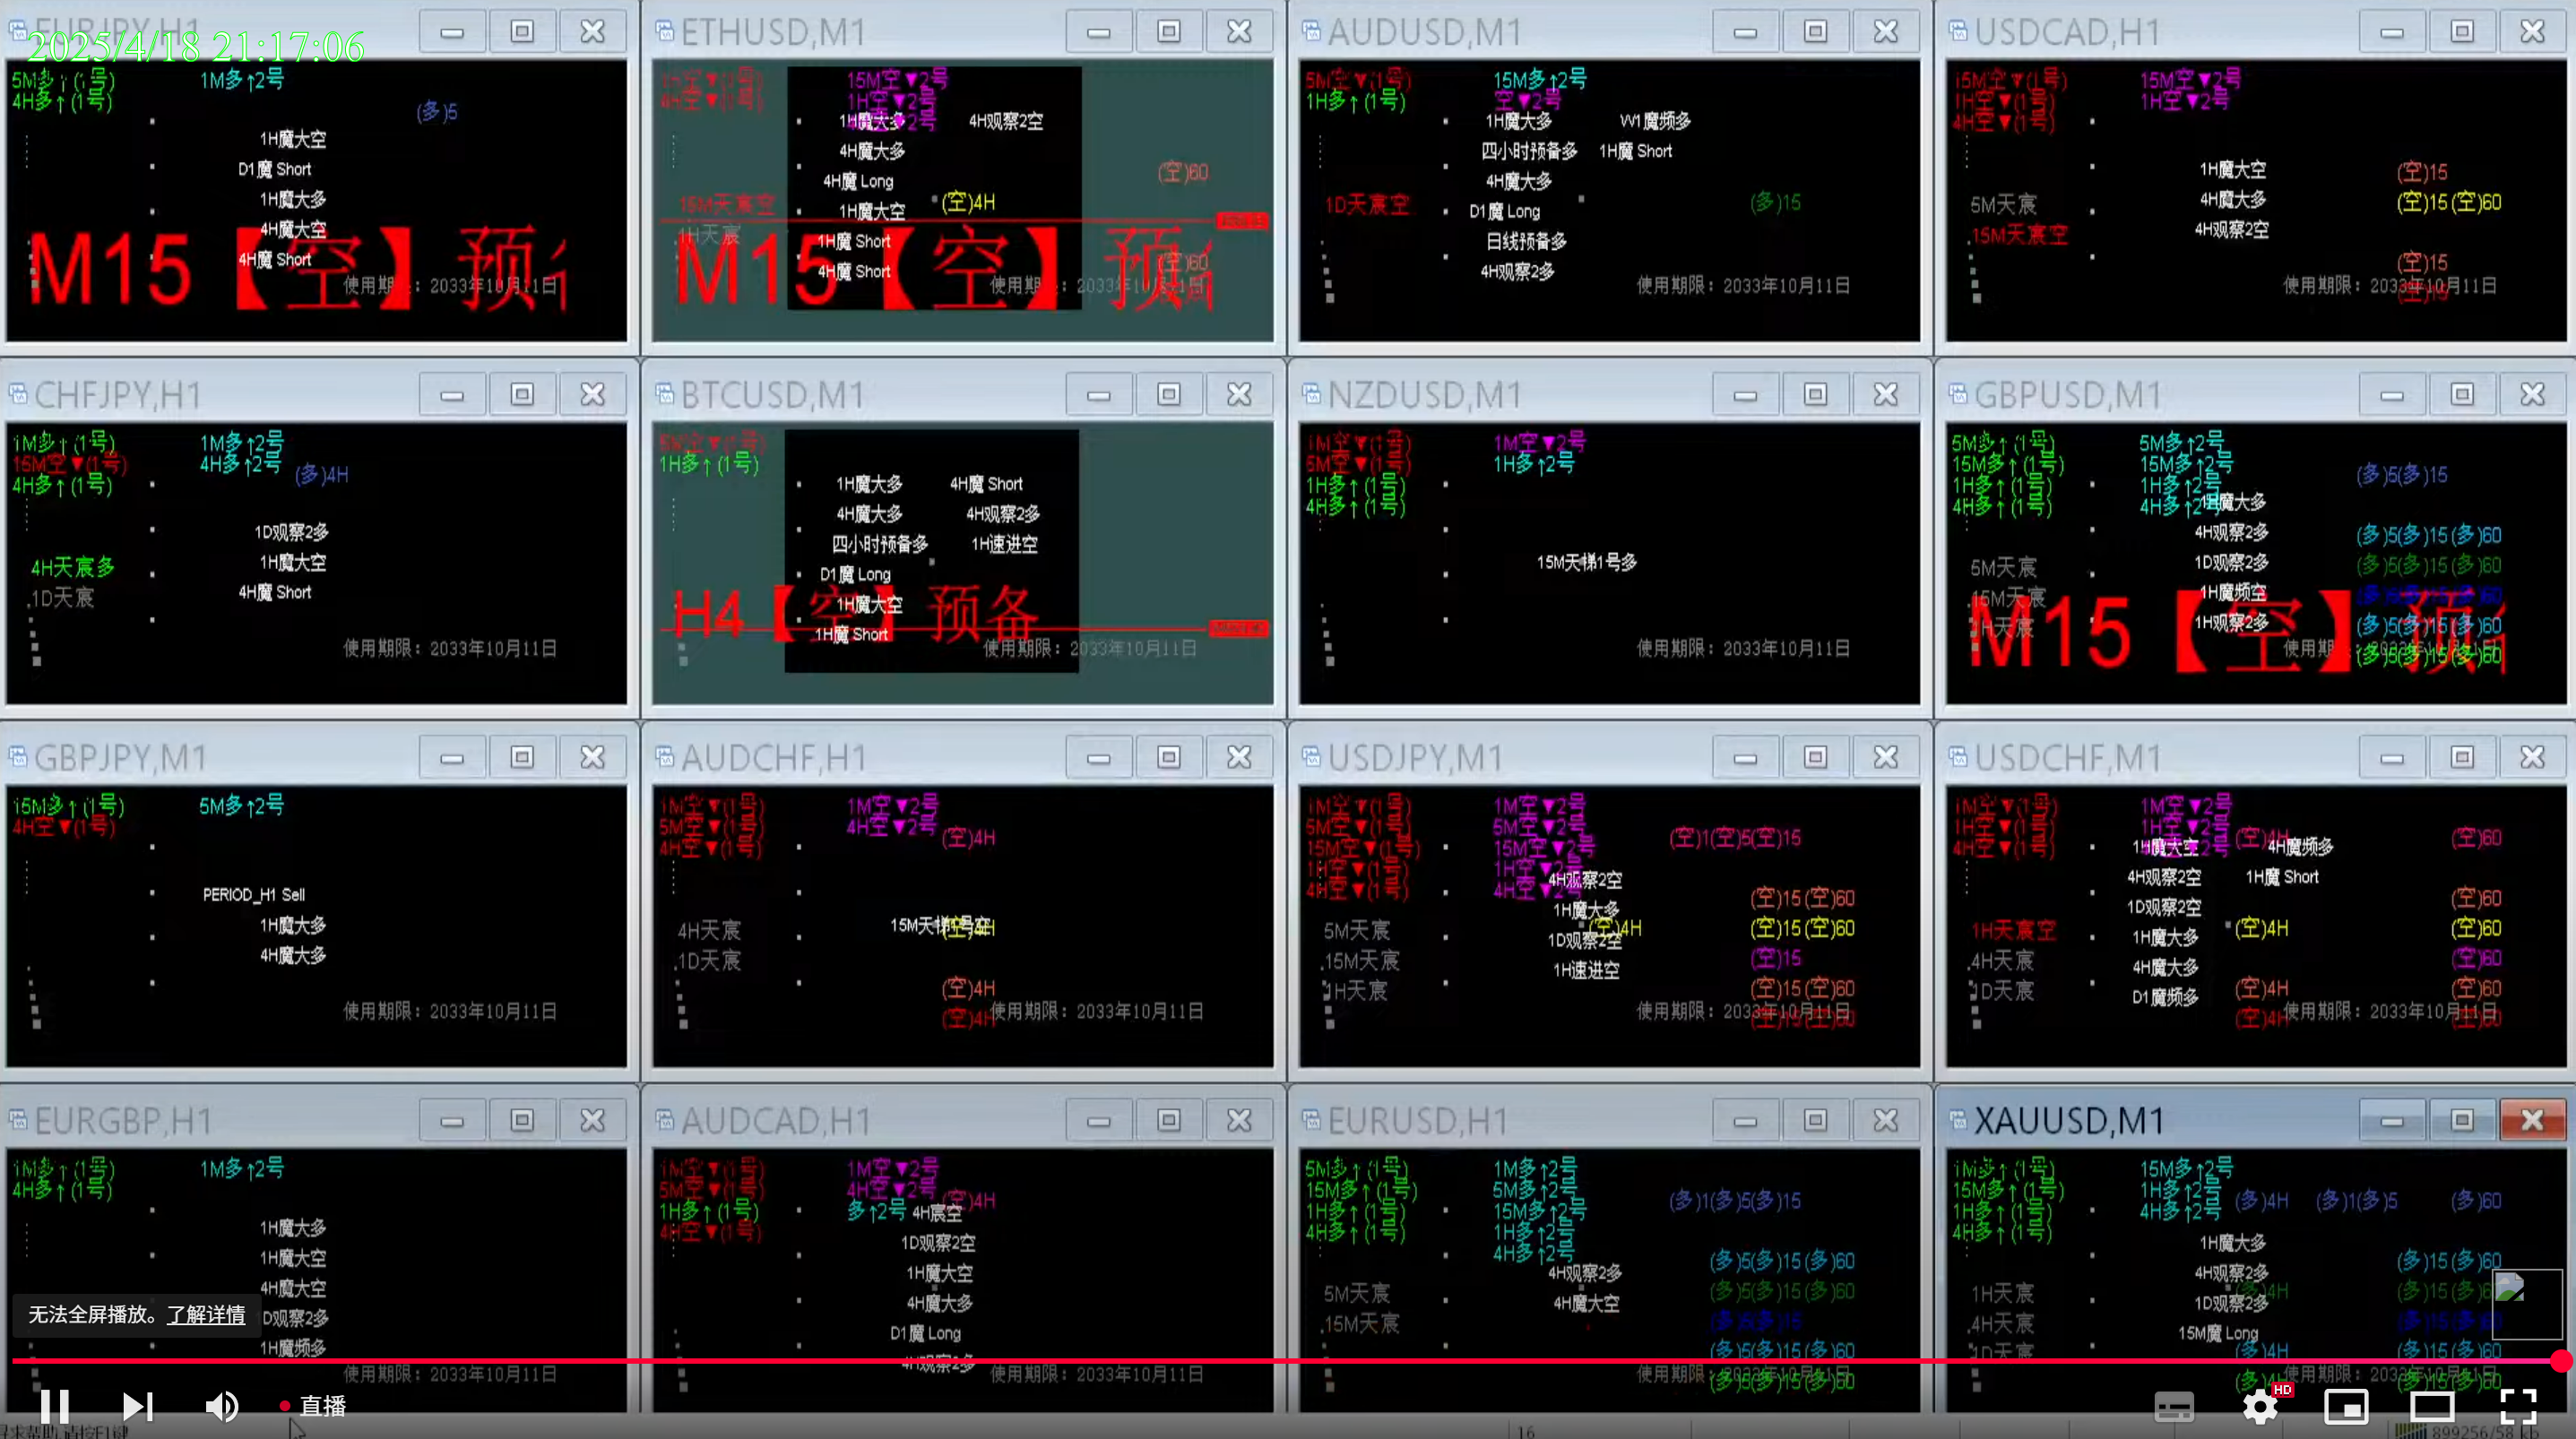 EURJPY,H1
2025/4/18 21:17:06
5M多↑(1号) 1M多↑2号
4H多↑(1号)
(多)5
1H魔大空
D1魔 Short
1H魔大多
4H魔大空
4H魔 Short
M15【空】预
使用期 : 2033年10月11日
ETHUSD,M1
15M空▼2号
4H空▼(1号) 1H空▼2号
1H魔大多 4H观察2空
4H魔大多
(空)60
4H魔 Long
15M天宸空 (空)4H
1H魔大空
1H天宸
1H魔 Short
(空)60
4H魔 Short
M15【空】预
AUDUSD,M1
5M空▼(1号) 15M多↑2号
1H多↑(1号) 空▼2号
1H魔大多 W1魔频多
四小时预备多 1H魔 Short
4H魔大多
1D天宸空 (多)15
D1魔 Long
日线预备多
4H观察2多
使用期限: 2033年10月11日
USDCAD,H1
15M空▼(1号) 15M空▼2号
1H空▼(1号) 1H空▼2号
4H空▼(1号)
1H魔大空 (空)15
5M天宸 4H魔大多 (空)15(空)60
15M天宸空 4H观察2空
(空)15
使用期限: 2033年10月11日
(空)15
CHFJPY,H1
1M多↑(1号) 1M多↑2号
15M空▼(1号) 4H多↑2号
4H多↑(1号) (多)4H
1D观察2多
4H天宸多 1H魔大空
1D天宸 4H魔 Short
使用期限: 2033年10月11日
BTCUSD,M1
5M空▼(1号)
1H多↑(1号)
1H魔大多 4H魔 Short
4H魔大多 4H观察2多
四小时预备多 1H速进空
D1魔 Long
1H魔大空
H4【空】预备
1H魔 Short
使用期限: 2033年10月11日
NZDUSD,M1
1M空▼(1号) 1M空▼2号
5M空▼(1号) 1H多↑2号
1H多↑(1号)
4H多↑(1号)
15M天梯1号多
使用期限: 2033年10月11日
GBPUSD,M1
5M多↑(1号) 5M多↑2号
15M多↑(1号) 15M多↑2号
1H多↑(1号) 1H多↑2号
4H多↑(1号) 4H多↑2号
(多)5(多)15
1H魔大多
4H观察2多 (多)5(多)15(多)60
5M天宸 1D观察2多 (多)5(多)15(多)60
15M天宸 1H魔频空
1H天宸 1H观察2多 (多)5(多)15(多)60
(多)5(多)15(多)60
M15【空】预
GBPJPY,M1
15M多↑(1号) 5M多↑2号
4H空▼(1号)
PERIOD_H1 Sell
1H魔大多
4H魔大多
使用期限: 2033年10月11日
AUDCHF,H1
1M空▼(1号) 1M空▼2号
5M空▼(1号) 4H空▼2号
4H空▼(1号) (空)4H
4H天宸 15M天梯1号空 (空)4H
1D天宸
(空)4H
(空)4H 使用期限: 2033年10月11日
USDJPY,M1
1M空▼(1号) 1M空▼2号
5M空▼(1号) 5M空▼2号
15M空▼(1号) 15M空▼2号
1H空▼(1号) 1H空▼2号
4H空▼(1号) 4H空▼2号
(空)1(空)5(空)15
4H观察2空 (空)15(空)60
1H魔大多
5M天宸 (空)4H (空)15(空)60
15M天宸 1D观察2空 (空)15
1H天宸 1H速进空 (空)15(空)60
使用期限: 2033年10月11日
(空)15(空)60
USDCHF,M1
1M空▼(1号) 1M空▼2号
1H空▼(1号) 1H空▼2号
4H空▼(1号) 4H空▼2号
(空)4H (空)60
1H魔大空 4H魔频多
4H观察2空 1H魔 Short
1D观察2空 (空)60
1H天宸空 1H魔大多 (空)4H (空)60
4H天宸 4H魔大多 (空)60
1D天宸 D1魔频多 (空)4H (空)60
(空)4H 使用期限: 2033年10月11日 (空)60
EURGBP,H1
1M多↑(1号) 1M多↑2号
4H多↑(1号)
1H魔大多
1H魔大空
4H魔大空
1D观察2多
1H魔频多
使用期限: 2033年10月11日
AUDCAD,H1
1M空▼(1号) 1M空▼2号
5M空▼(1号) 4H空▼2号
1H多↑(1号) 多↑2号
4H空▼(1号) (空)4H
4H宸空
1D观察2空
1H魔大空
4H魔大多
D1魔 Long
4H观察2多
使用期限: 2033年10月11日
EURUSD,H1
5M多↑(1号) 1M多↑2号
15M多↑(1号) 5M多↑2号
1H多↑(1号) 15M多↑2号
4H多↑(1号) 1H多↑2号
4H多↑2号
(多)1(多)5(多)15
4H观察2多 (多)5(多)15(多)60
5M天宸 4H魔大空 (多)5(多)15(多)60
15M天宸 (多)5(多)15
(多)5(多)15(多)60
(多)5(多)15(多)60
XAUUSD,M1
1M多↑(1号) 15M多↑2号
15M多↑(1号) 1H多↑2号
1H多↑(1号) 4H多↑2号
4H多↑(1号)
(多)4H (多)1(多)5 (多)60
1H魔大多
4H观察2多 (多)15(多)60
1H天宸 1D观察2多 (多)4H
4H天宸 15M魔 Long
1D天宸 (多)4H (多)15(多)60
使用期限: 2033年10月11日
无法全屏播放。了解详情
直播
HD
16
899256/58 kb